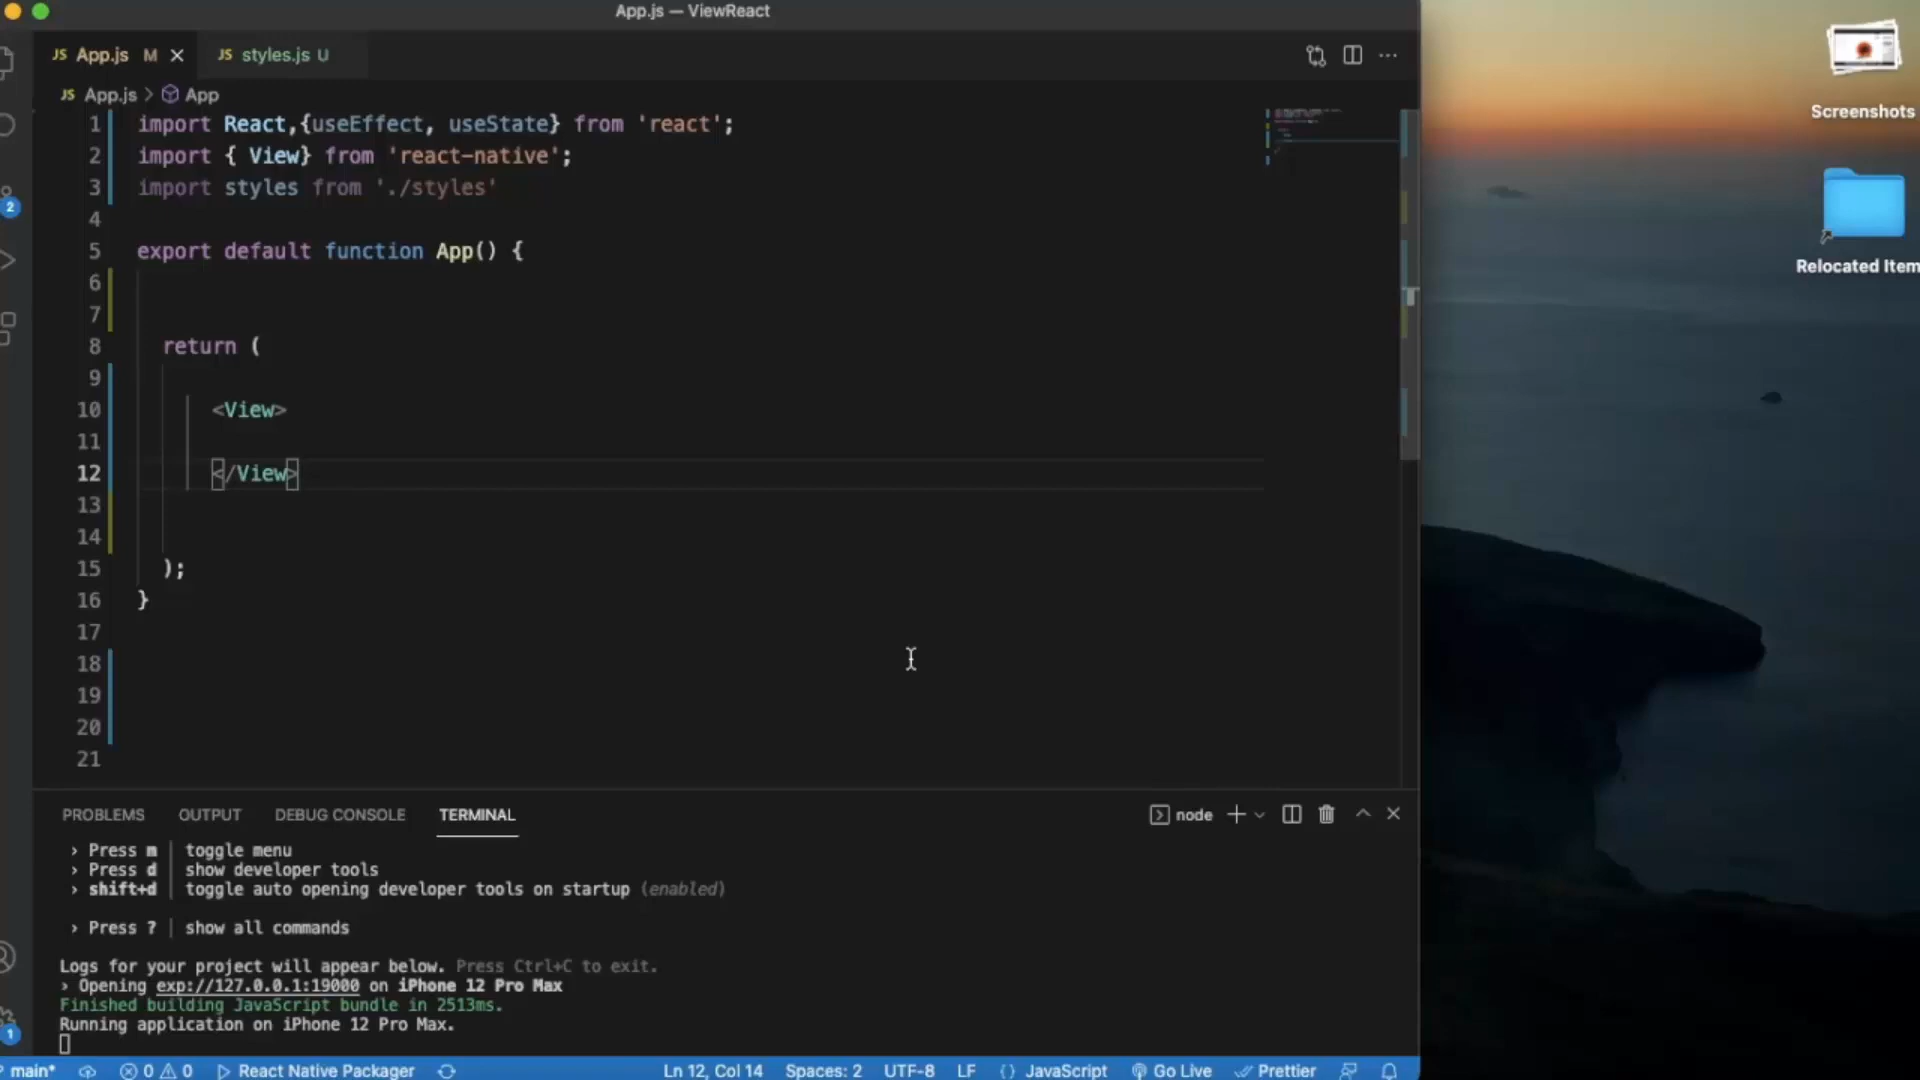 App.js — ViewReact
JS App.js M
JS styles.js U
JS App.js > App
1 import React,{useEffect, useState} from 'react';
2 import { View} from 'react-native';
3 import styles from './styles'
4
5 export default function App() {
6
7
8 return (
9
10 <View>
11
12 </View>
13
14
15 );
16 }
17
18
19
20
21
2
1
PROBLEMS OUTPUT DEBUG CONSOLE TERMINAL
node
› Press m │ toggle menu
› Press d │ show developer tools
› shift+d │ toggle auto opening developer tools on startup (enabled)
› Press ? │ show all commands
Logs for your project will appear below. Press Ctrl+C to exit.
› Opening exp://127.0.0.1:19000 on iPhone 12 Pro Max
Finished building JavaScript bundle in 2513ms.
Running application on iPhone 12 Pro Max.
main* 0 0 React Native Packager Ln 12, Col 14 Spaces: 2 UTF-8 LF {} JavaScript Go Live Prettier
Screenshots
Relocated Item